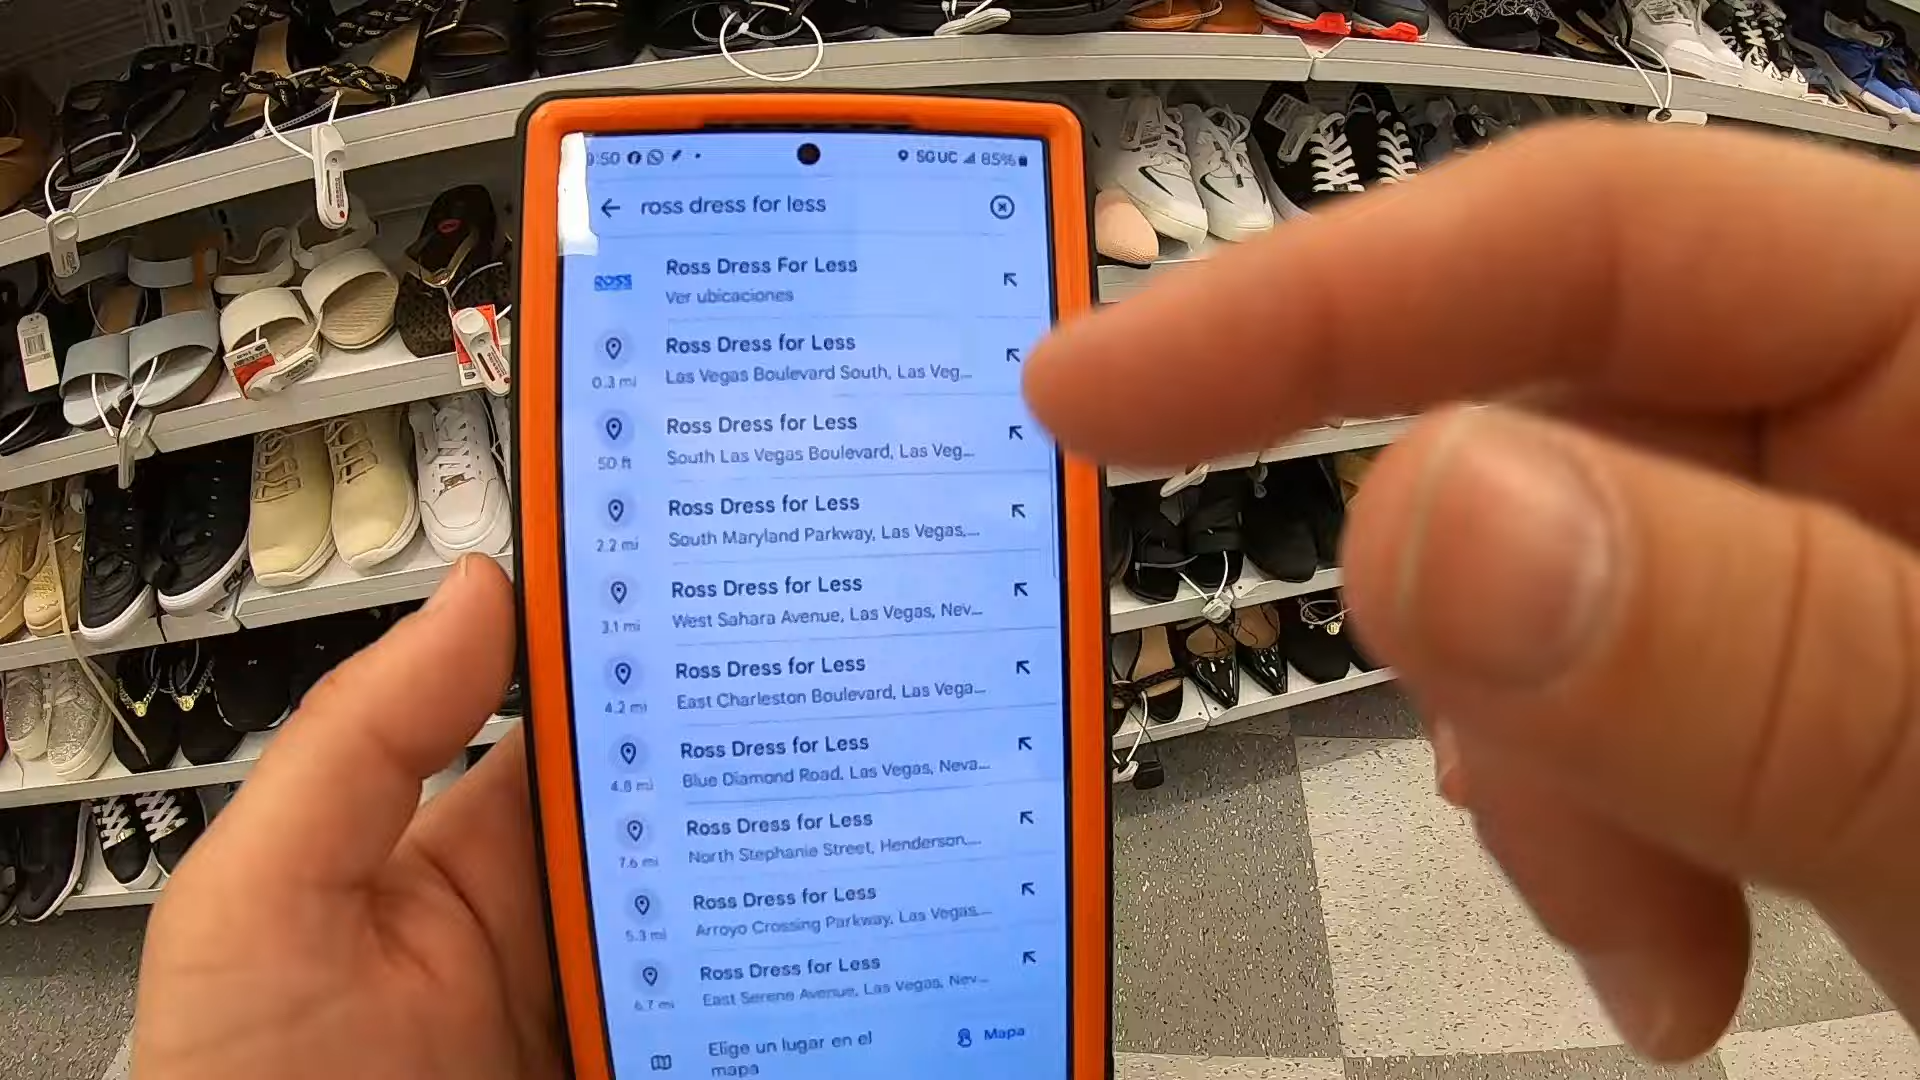 9:50
5G UC
85%
ross dress for less
ROSS
Ross Dress For Less
Ver ubicaciones
Ross Dress for Less
0.3 mi
Las Vegas Boulevard South, Las Veg...
Ross Dress for Less
50 ft
South Las Vegas Boulevard, Las Veg...
Ross Dress for Less
2.2 mi
South Maryland Parkway, Las Vegas,...
Ross Dress for Less
3.1 mi
West Sahara Avenue, Las Vegas, Nev...
Ross Dress for Less
4.2 mi
East Charleston Boulevard, Las Vega...
Ross Dress for Less
4.8 mi
Blue Diamond Road, Las Vegas, Neva...
Ross Dress for Less
7.6 mi
North Stephanie Street, Henderson,...
Ross Dress for Less
5.3 mi
Arroyo Crossing Parkway, Las Vegas,...
Ross Dress for Less
6.7 mi
East Serene Avenue, Las Vegas, Nev...
Elige un lugar en el
mapa
Mapa
FILA